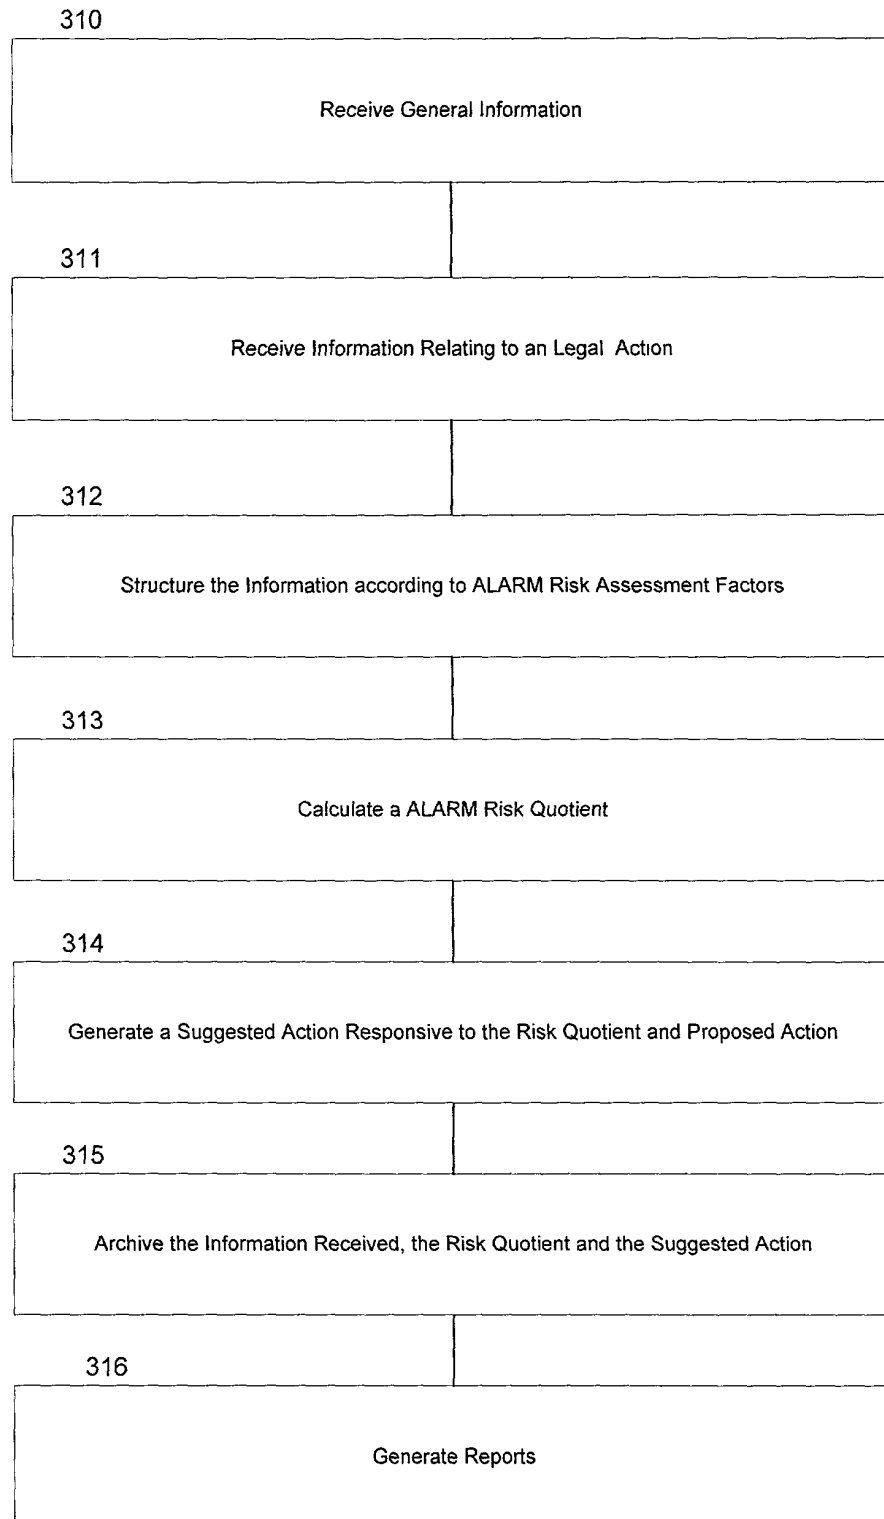 310
Receive General Information
311
Receive Information Relating to an Legal Action
312
Structure the Information according to ALARM Risk Assessment Factors
313
Calculate a ALARM Risk Quotient
314
Generate a Suggested Action Responsive to the Risk Quotient and Proposed Action
315
Archive the Information Received, the Risk Quotient and the Suggested Action
316
Generate Reports